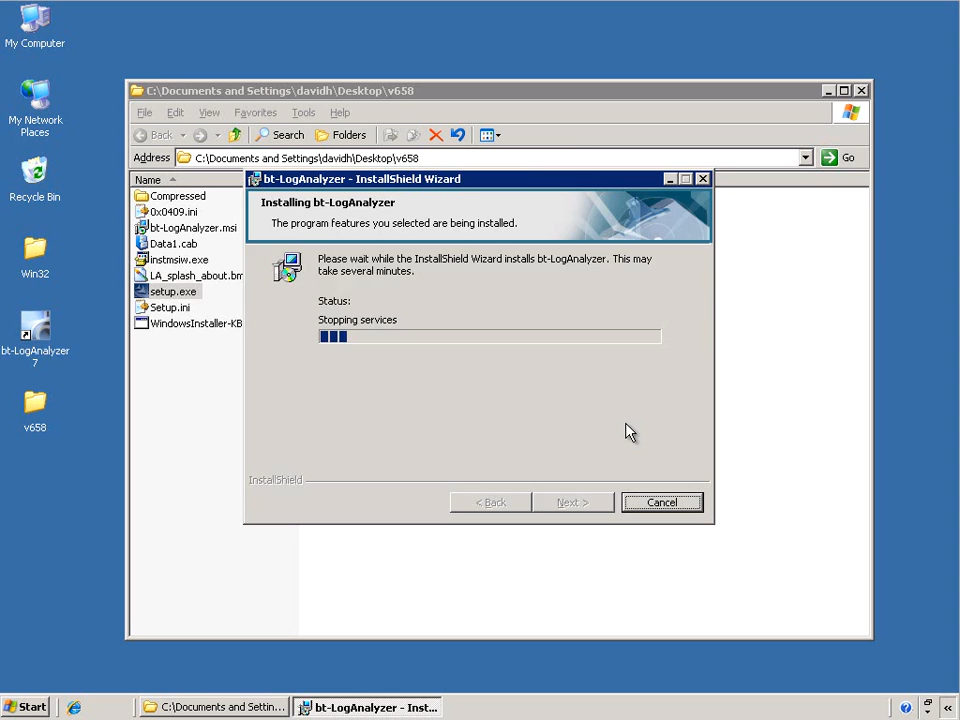 My Computer
My Network
Places
Recycle Bin
Win32
bt-LogAnalyzer
7
v658
C:\Documents and Settings\davidh\Desktop\v658
File Edit View Favorites Tools Help
Back Search Folders
Address C:\Documents and Settings\davidh\Desktop\v658 Go
Name
Compressed
0x0409.ini
bt-LogAnalyzer.msi
Data1.cab
instmsiw.exe
LA_splash_about.bm
setup.exe
Setup.ini
WindowsInstaller-KB
bt-LogAnalyzer - InstallShield Wizard
Installing bt-LogAnalyzer
The program features you selected are being installed.
Please wait while the InstallShield Wizard installs bt-LogAnalyzer. This may
take several minutes.
Status:
Stopping services
InstallShield
< Back Next > Cancel
Start C:\Documents and Settin... bt-LogAnalyzer - Inst... «